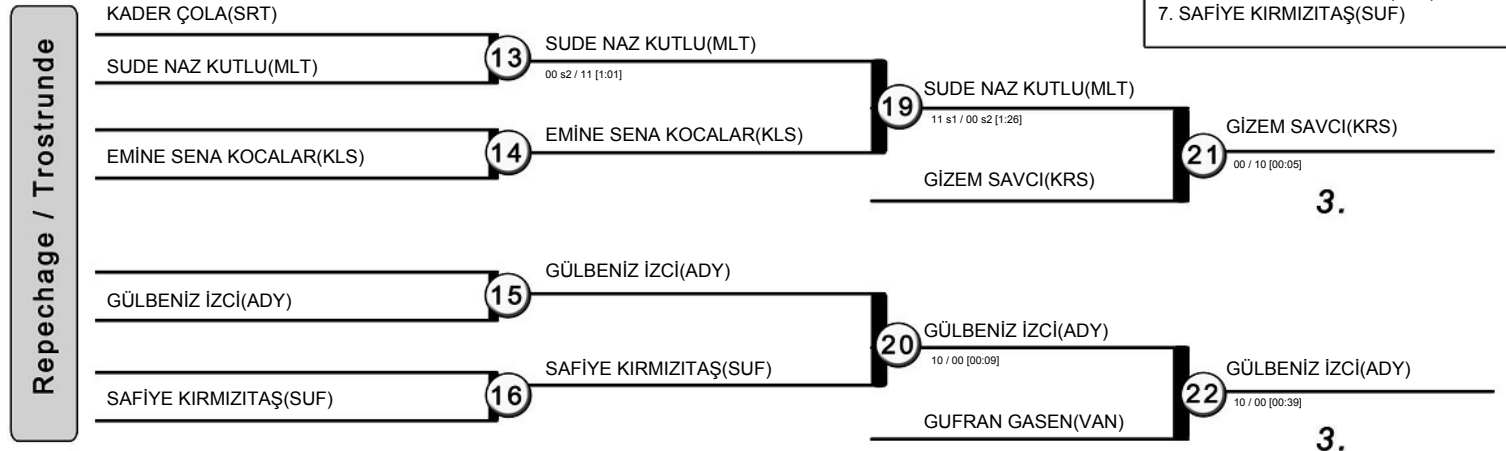 7. SAFİYE KIRMIZITAŞ(SUF)
Repechage / Trostrunde
KADER ÇOLA(SRT)
SUDE NAZ KUTLU(MLT)
13
SUDE NAZ KUTLU(MLT)
00 s2 / 11 [1:01]
EMİNE SENA KOCALAR(KLS)
14
EMİNE SENA KOCALAR(KLS)
19
SUDE NAZ KUTLU(MLT)
11 s1 / 00 s2 [1:26]
GİZEM SAVCI(KRS)
21
GİZEM SAVCI(KRS)
00 / 10 [00:05]
3.
GÜLBENİZ İZCİ(ADY)
15
GÜLBENİZ İZCİ(ADY)
SAFİYE KIRMIZITAŞ(SUF)
16
SAFİYE KIRMIZITAŞ(SUF)
20
GÜLBENİZ İZCİ(ADY)
10 / 00 [00:09]
GUFRAN GASEN(VAN)
22
GÜLBENİZ İZCİ(ADY)
10 / 00 [00:39]
3.